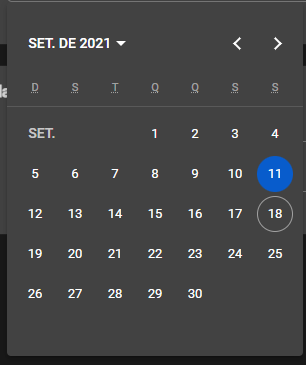 SET. DE 2021
D S T Q Q S S
SET. 1 2 3 4
5 6 7 8 9 10 11
12 13 14 15 16 17 18
19 20 21 22 23 24 25
26 27 28 29 30